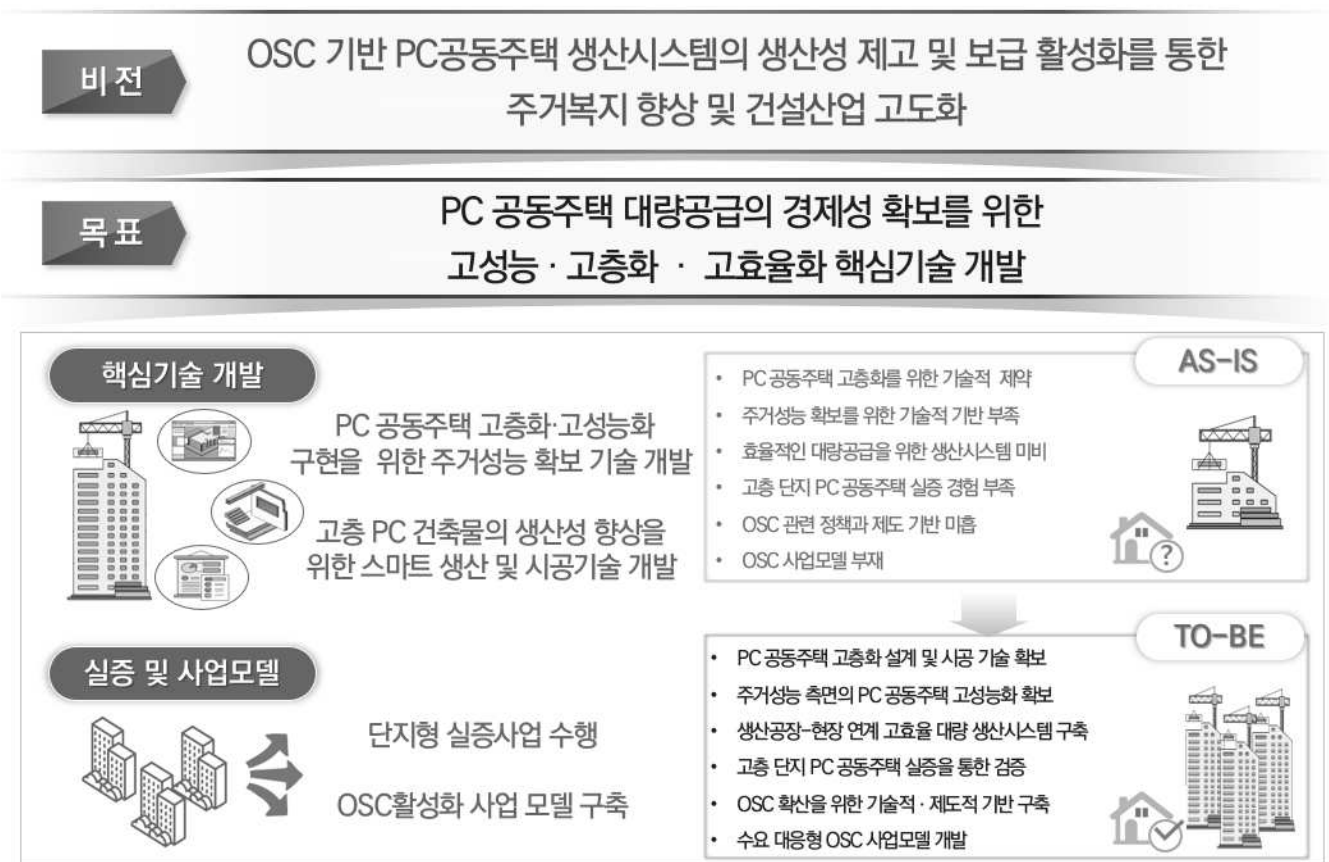 비전
OSC 기반 PC공동주택 생산시스템의 생산성 제고 및 보급 활성화를 통한
주거복지 향상 및 건설산업 고도화
목표
PC 공동주택 대량공급의 경제성 확보를 위한
고성능 · 고층화 · 고효율화 핵심기술 개발
핵심기술 개발
PC 공동주택 고층화·고성능화
구현을 위한 주거성능 확보 기술 개발
고층 PC 건축물의 생산성 향상을
위한 스마트 생산 및 시공기술 개발
AS-IS
• PC 공동주택 고층화를 위한 기술적 제약
• 주거성능 확보를 위한 기술적 기반 부족
• 효율적인 대량공급을 위한 생산시스템 미비
• 고층 단지 PC 공동주택 실증 경험 부족
• OSC 관련 정책과 제도 기반 미흡
• OSC 사업모델 부재
?
실증 및 사업모델
단지형 실증사업 수행
OSC활성화 사업 모델 구축
TO-BE
• PC 공동주택 고층화 설계 및 시공 기술 확보
• 주거성능 측면의 PC 공동주택 고성능화 확보
• 생산공장-현장 연계 고효율 대량 생산시스템 구축
• 고층 단지 PC 공동주택 실증을 통한 검증
• OSC 확산을 위한 기술적 · 제도적 기반 구축
• 수요 대응형 OSC 사업모델 개발